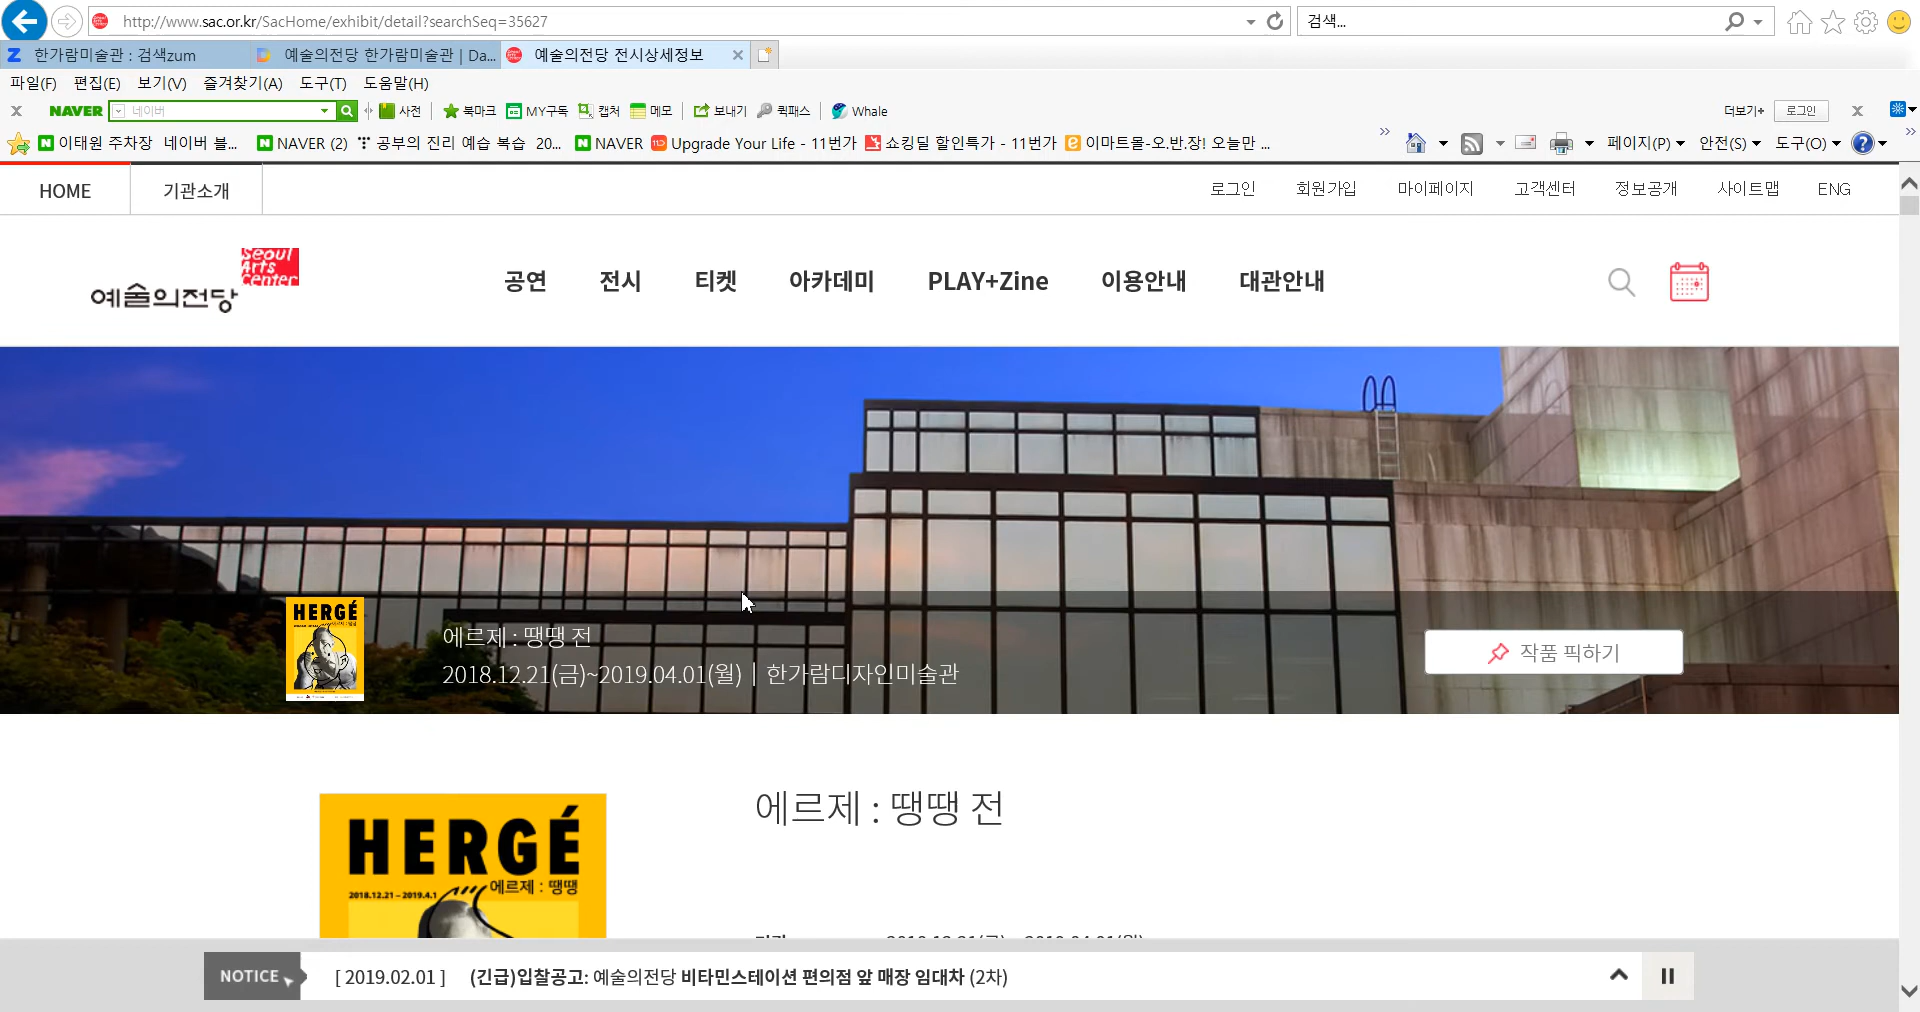 http://www.sac.or.kr/SacHome/exhibit/detail?searchSeq=35627
검색...
한가람미술관 : 검색zum
예술의전당 한가람미술관 | Da...
예술의전당 전시상세정보
파일(F) 편집(E) 보기(V) 즐겨찾기(A) 도구(T) 도움말(H)
NAVER 네이버 사전 북마크 MY구독 캡처 메모 보내기 퀵패스 Whale 더보기+ 로그인
이태원 주차장 네이버 블... NAVER (2) 공부의 진리 예습 복습 20... NAVER Upgrade Your Life - 11번가 쇼킹딜 할인특가 - 11번가 이마트몰-오.반.장! 오늘만 ... 페이지(P) 안전(S) 도구(O)
HOME 기관소개 로그인 회원가입 마이페이지 고객센터 정보공개 사이트맵 ENG
Seoul
Arts
Center
예술의전당
공연 전시 티켓 아카데미 PLAY+Zine 이용안내 대관안내
HERGÉ
에르제 : 땡땡 전
2018.12.21(금)~2019.04.01(월) | 한가람디자인미술관
작품 픽하기
에르제 : 땡땡 전
HERGÉ
2018.12.21 – 2019.4.1 에르제 : 땡땡
NOTICE [ 2019.02.01 ] (긴급)입찰공고: 예술의전당 비타민스테이션 편의점 앞 매장 임대차 (2차)